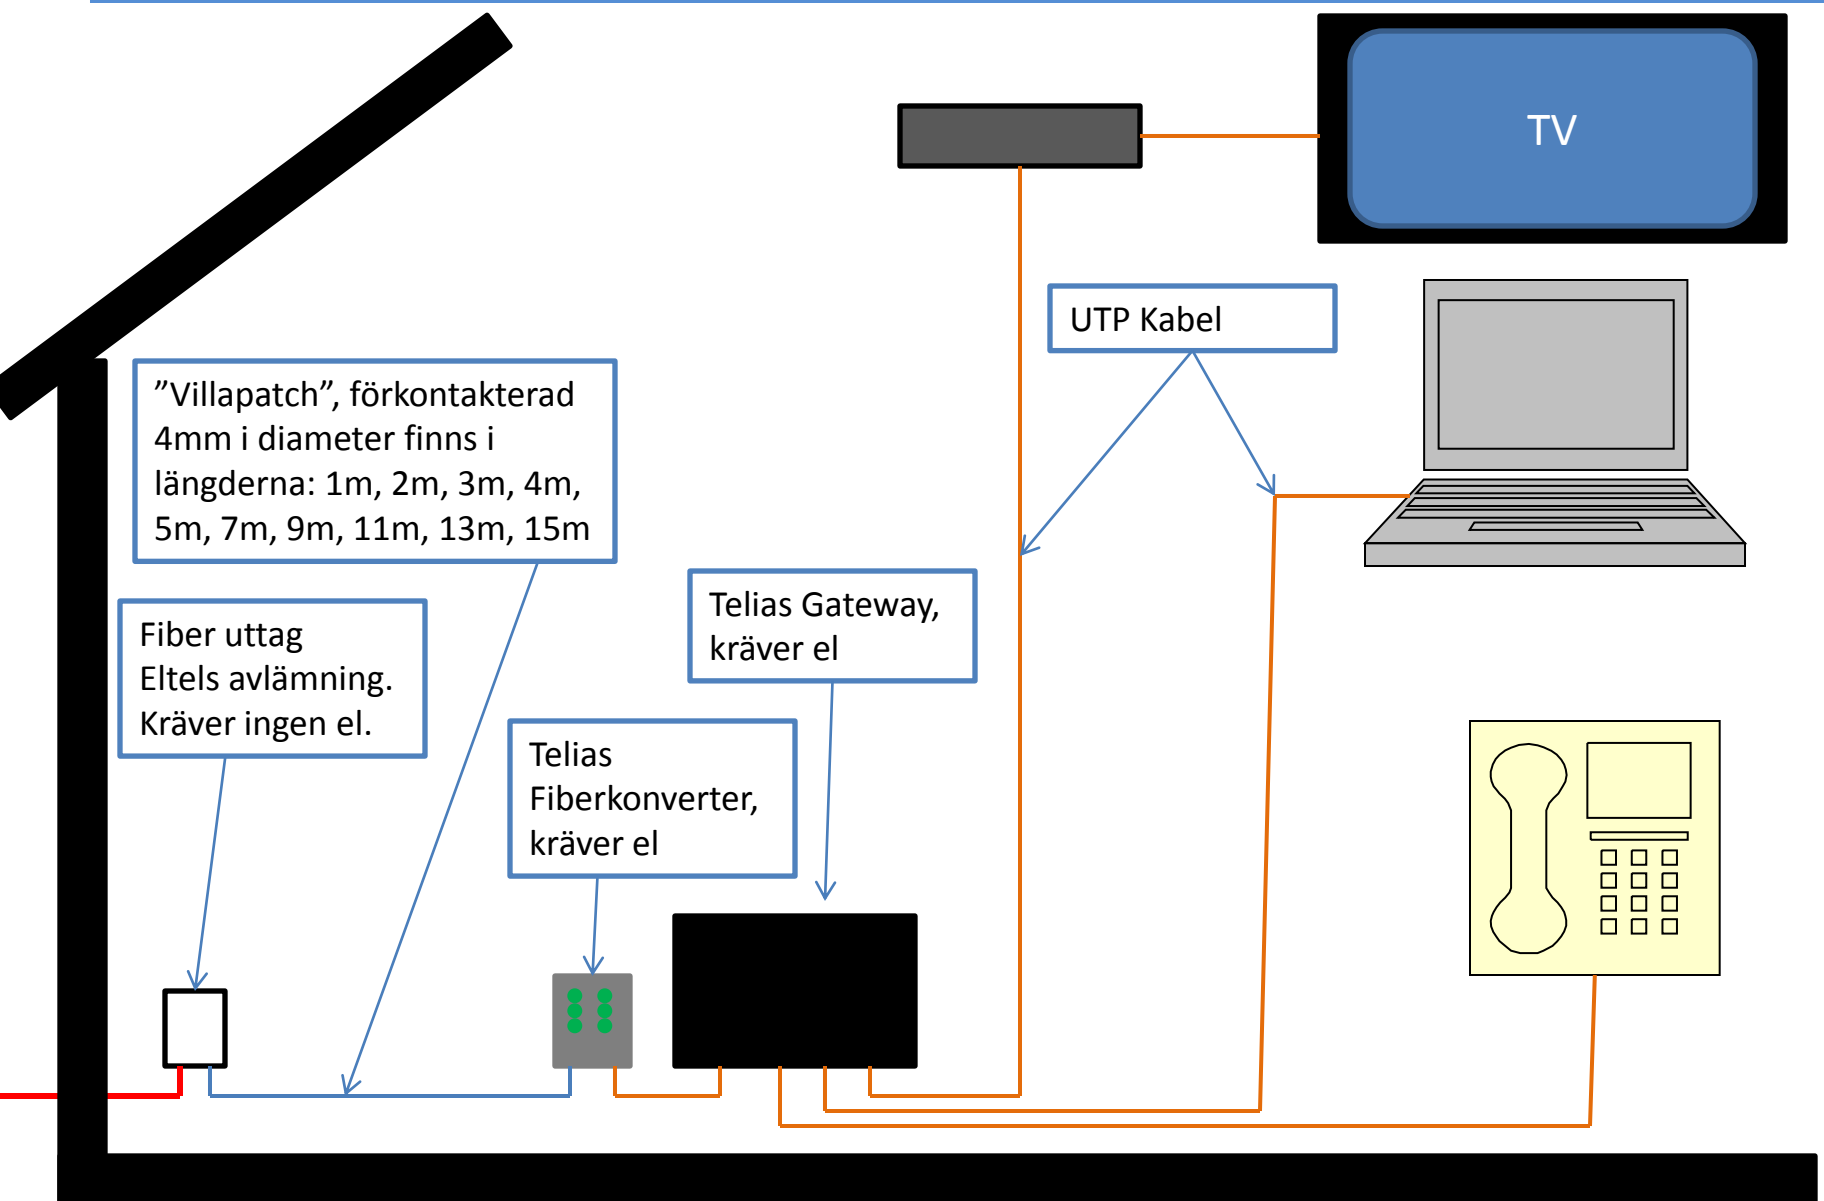 TV
UTP Kabel
”Villapatch”, förkontakterad
4mm i diameter finns i
längderna: 1m, 2m, 3m, 4m,
5m, 7m, 9m, 11m, 13m, 15m
Telias Gateway,
kräver el
Fiber uttag
Eltels avlämning.
Kräver ingen el.
Telias
Fiberkonverter,
kräver el